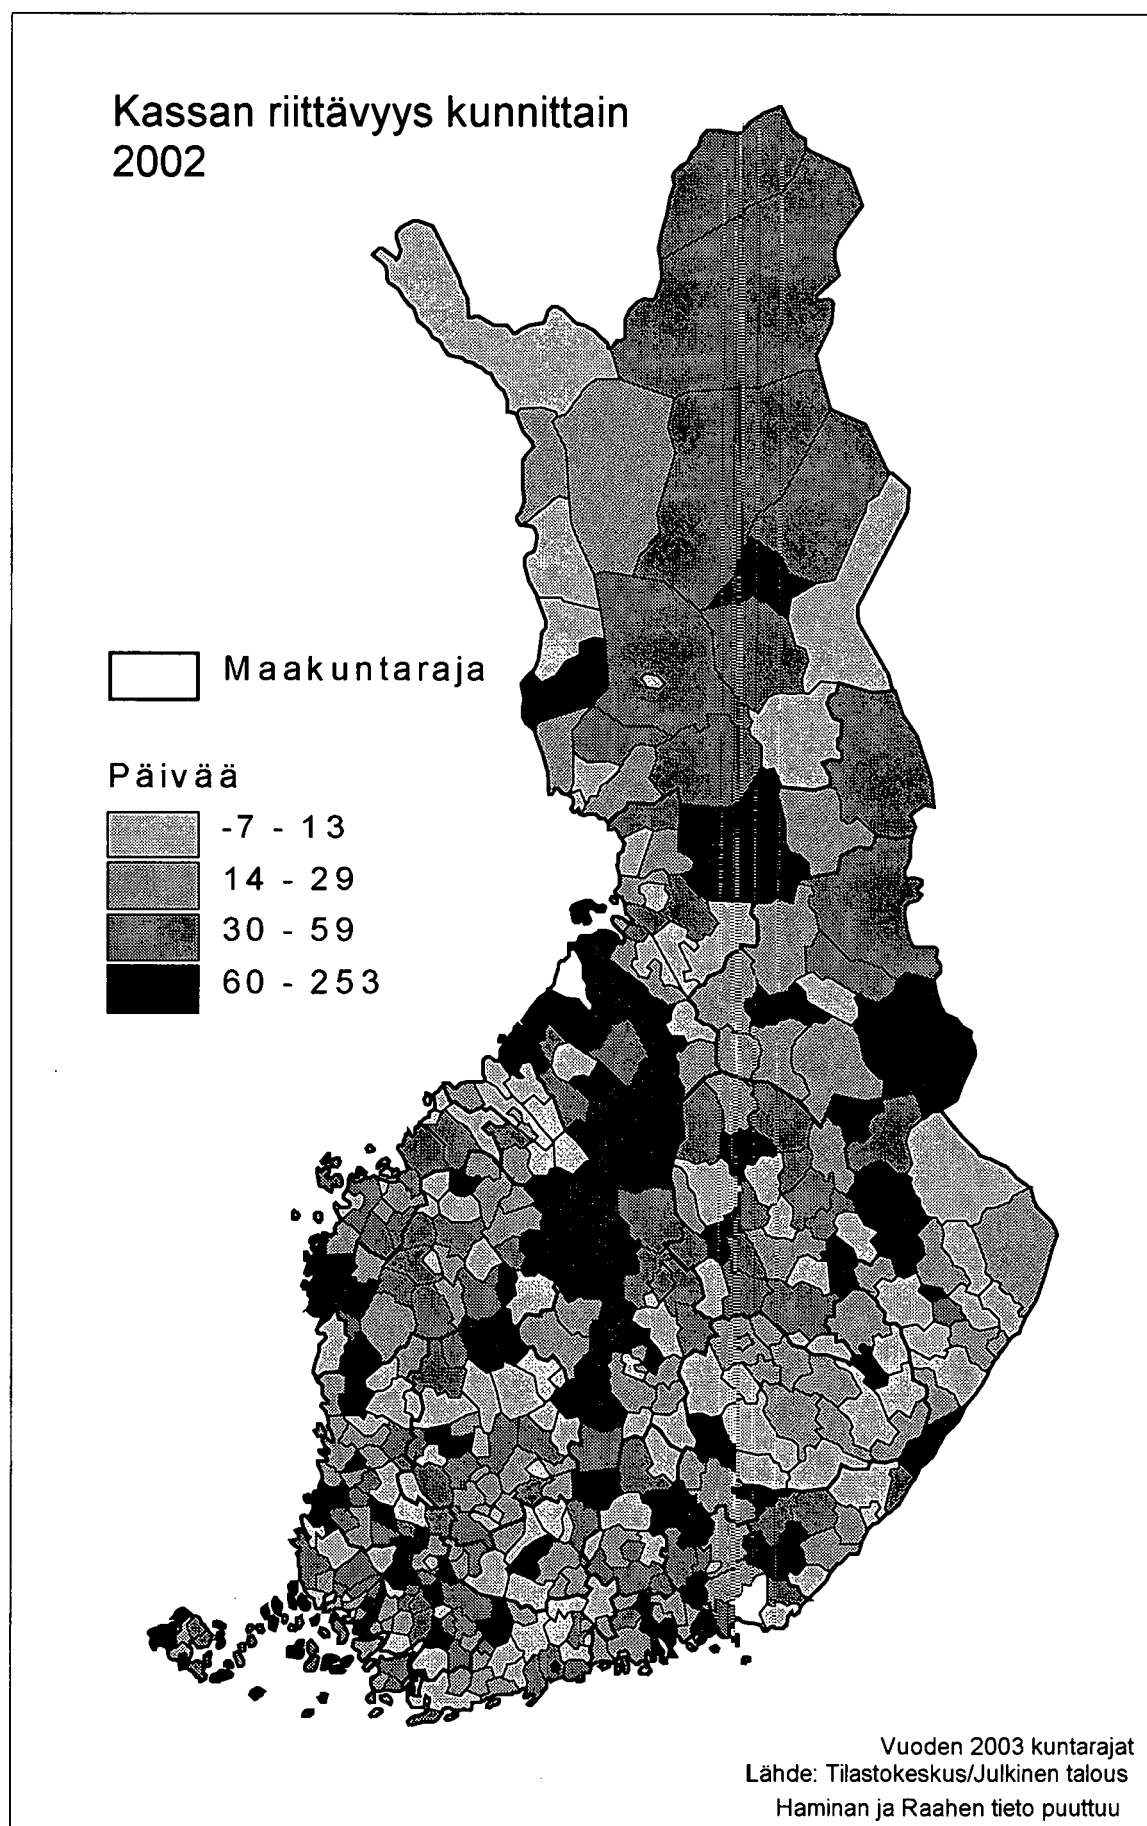 Kassan riittävyys kunnittain
2002
Maakuntaraja
Päivää
-7 - 13
14 - 29
30 - 59
60 - 253
Vuoden 2003 kuntarajat
Lähde: Tilastokeskus/Julkinen talous
Haminan ja Raahen tieto puuttuu